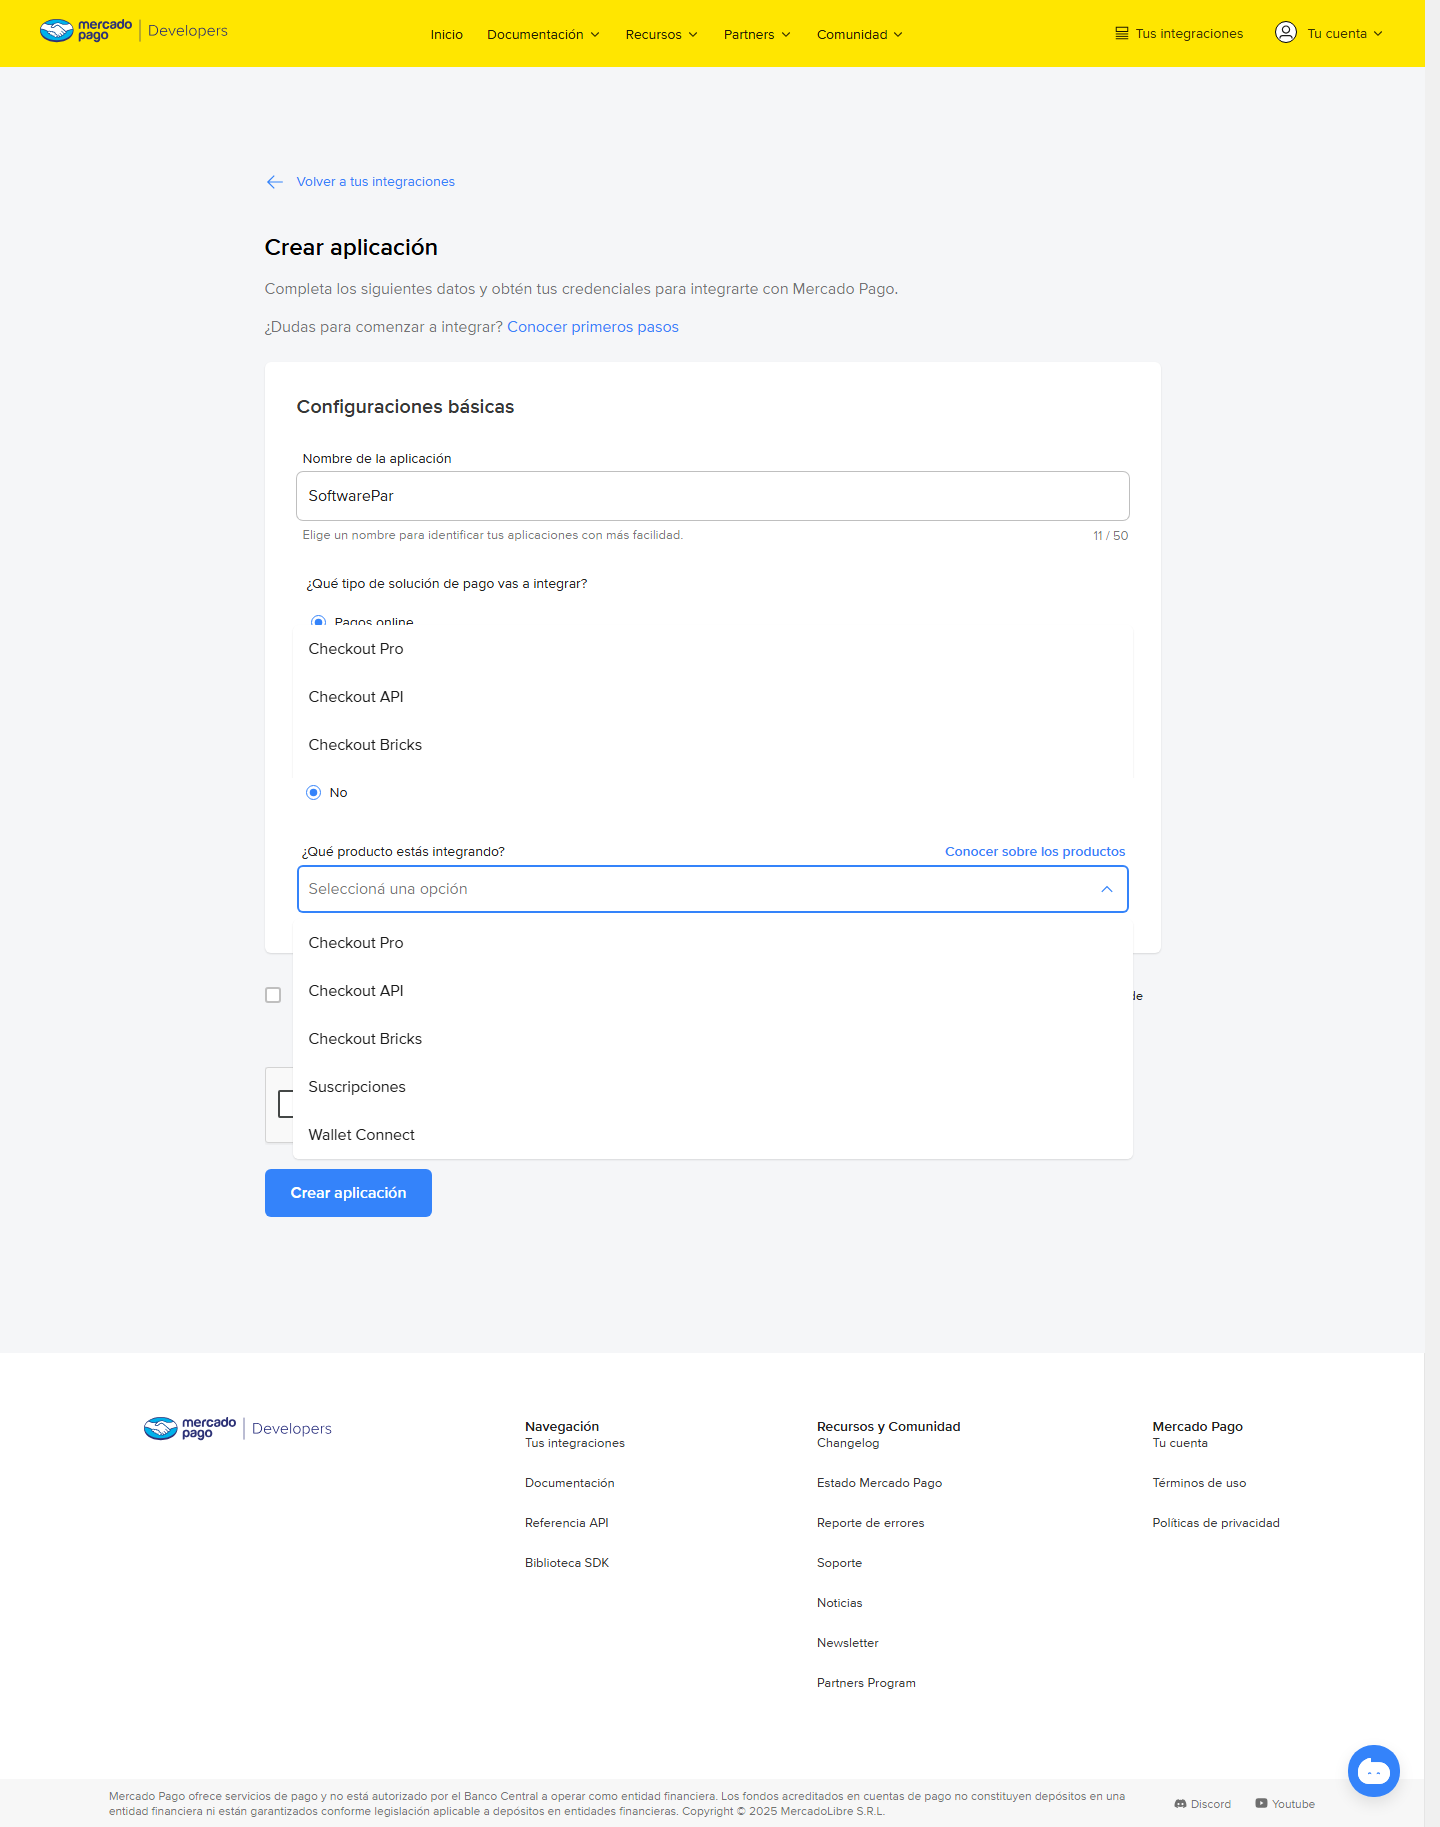 mercado pago | Developers
Inicio Documentación Recursos Partners Comunidad Tus integraciones Tu cuenta
Volver a tus integraciones
Crear aplicación
Completa los siguientes datos y obtén tus credenciales para integrarte con Mercado Pago.
¿Dudas para comenzar a integrar? Conocer primeros pasos
Configuraciones básicas
Nombre de la aplicación
SoftwarePar
Elige un nombre para identificar tus aplicaciones con más facilidad. 11 / 50
¿Qué tipo de solución de pago vas a integrar?
Pagos online
Checkout Pro
Checkout API
Checkout Bricks
No
¿Qué producto estás integrando? Conocer sobre los productos
Seleccioná una opción
Checkout Pro
Checkout API
Checkout Bricks
Suscripciones
Wallet Connect
Crear aplicación
mercado pago | Developers
Navegación
Tus integraciones
Documentación
Referencia API
Biblioteca SDK
Recursos y Comunidad
Changelog
Estado Mercado Pago
Reporte de errores
Soporte
Noticias
Newsletter
Partners Program
Mercado Pago
Tu cuenta
Términos de uso
Políticas de privacidad
Mercado Pago ofrece servicios de pago y no está autorizado por el Banco Central a operar como entidad financiera. Los fondos acreditados en cuentas de pago no constituyen depósitos en una
entidad financiera ni están garantizados conforme legislación aplicable a depósitos en entidades financieras. Copyright © 2025 MercadoLibre S.R.L.
Discord Youtube